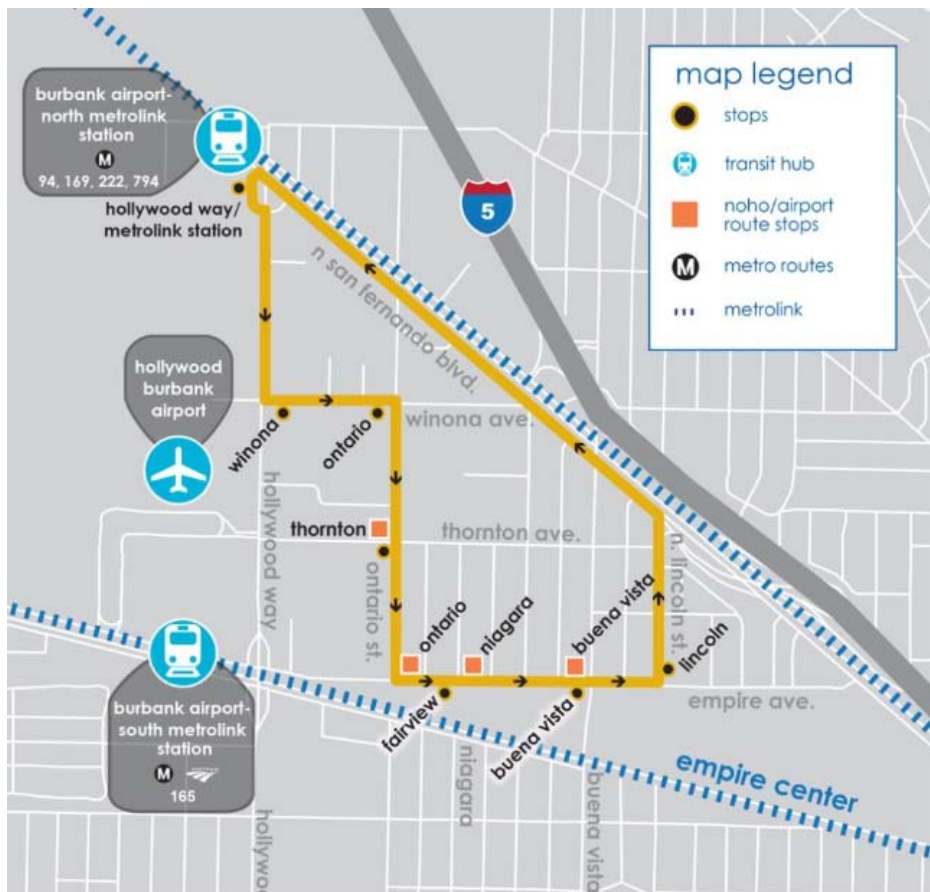 burbank airport-
north metrolink
station
M
94, 169, 222, 794
hollywood way/
metrolink station
5
map legend
stops
transit hub
noho/airport
route stops
M
metro routes
metrolink
n san fernando blvd.
hollywood
burbank
airport
winona
ontario
winona ave.
hollywood way
thornton
thornton ave.
ontario st.
n. lincoln st.
ontario
niagara
buena vista
lincoln
burbank airport-
south metrolink
station
M
165
fairview
buena vista
empire ave.
empire center
niagara
buena vista
hollywo